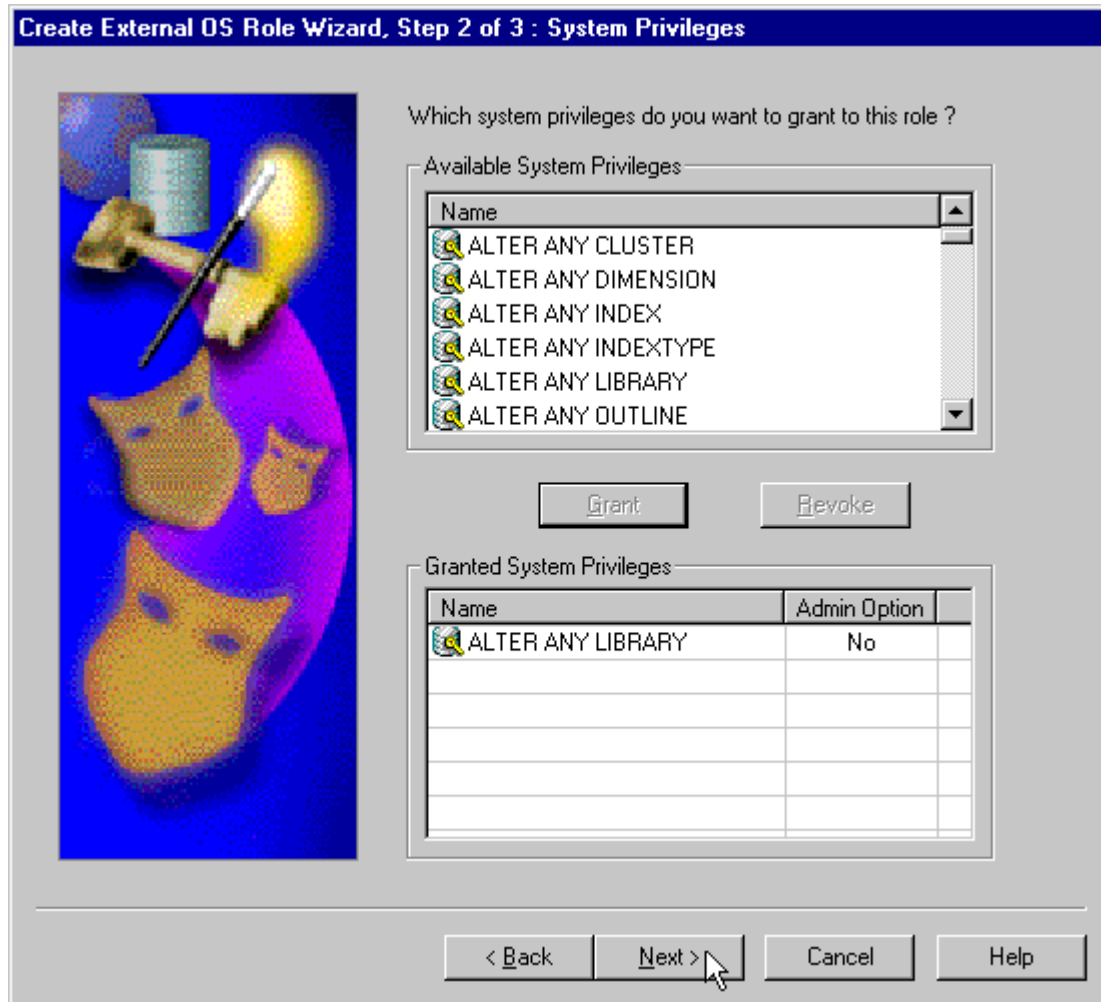 Create External OS Role Wizard, Step 2 of 3 : System Privileges
Which system privileges do you want to grant to this role ?
Available System Privileges
Name
ALTER ANY CLUSTER
ALTER ANY DIMENSION
ALTER ANY INDEX
ALTER ANY INDEXTYPE
ALTER ANY LIBRARY
ALTER ANY OUTLINE
Grant Revoke
Granted System Privileges
Name Admin Option
ALTER ANY LIBRARY No
< Back Next > Cancel Help